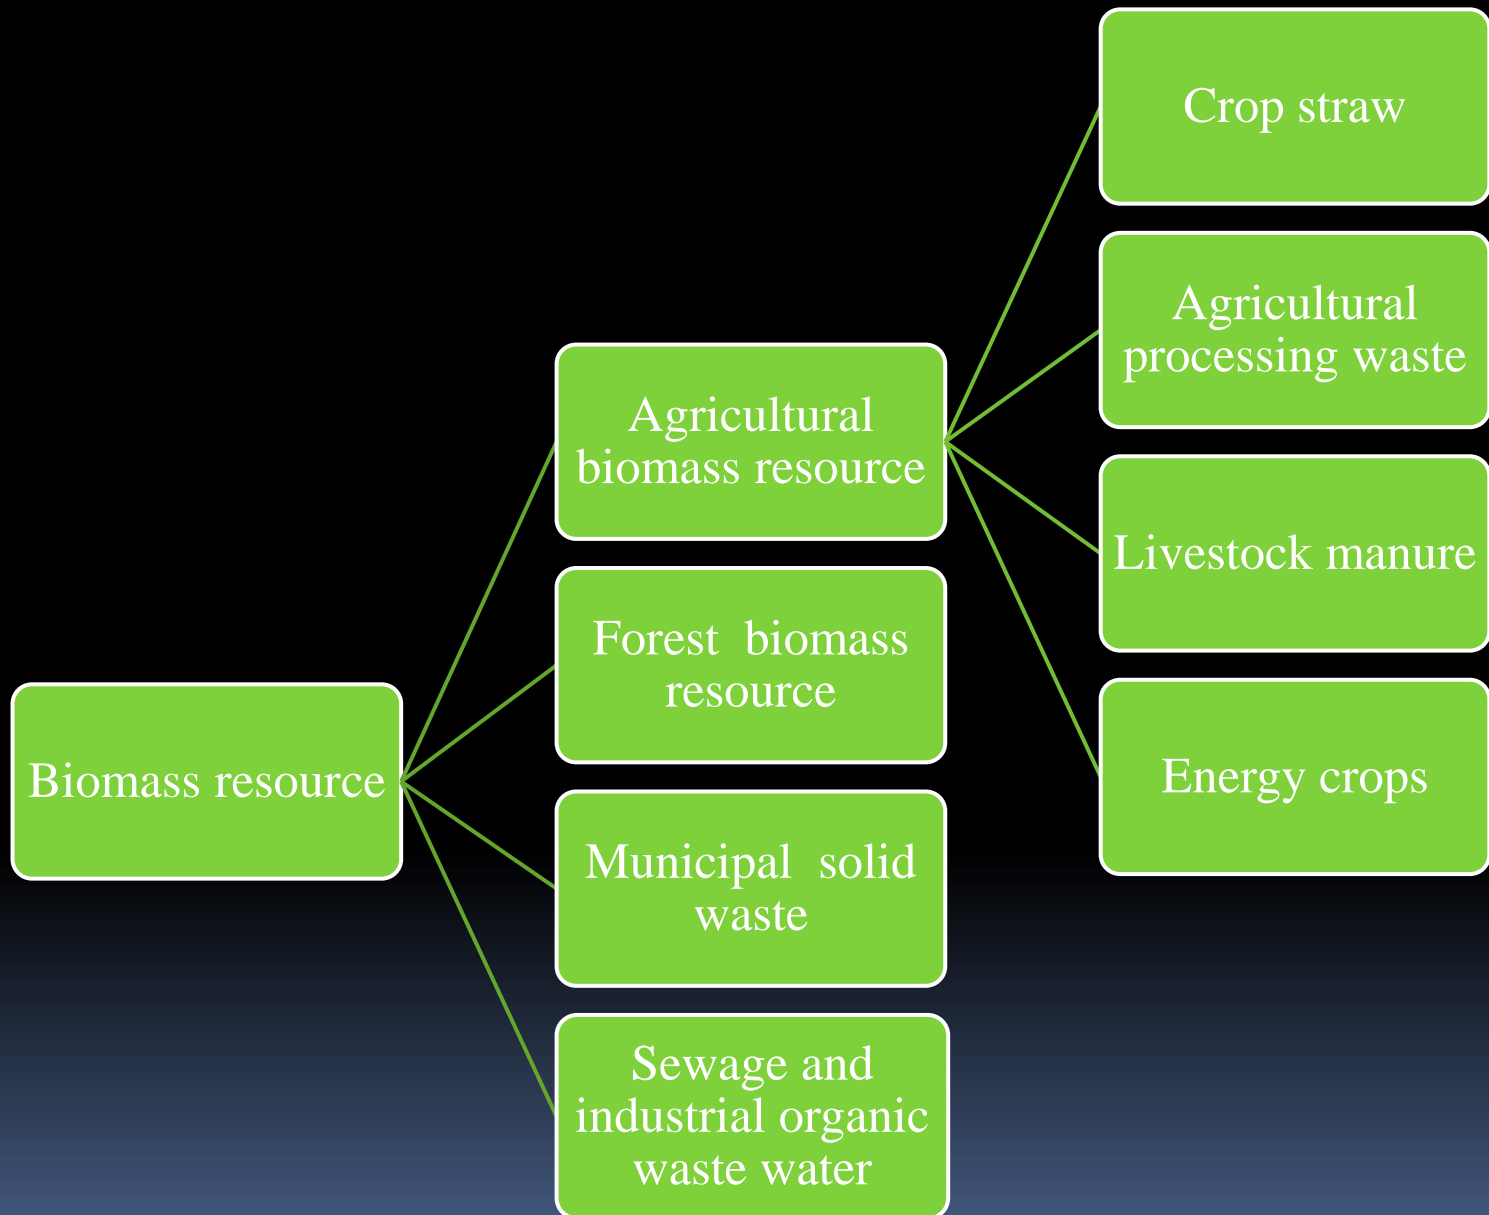 Biomass resource
Agricultural
biomass resource
Forest  biomass
resource
Municipal  solid
waste
Sewage and
industrial organic
waste water
Crop straw
Agricultural
processing waste
Livestock manure
Energy crops